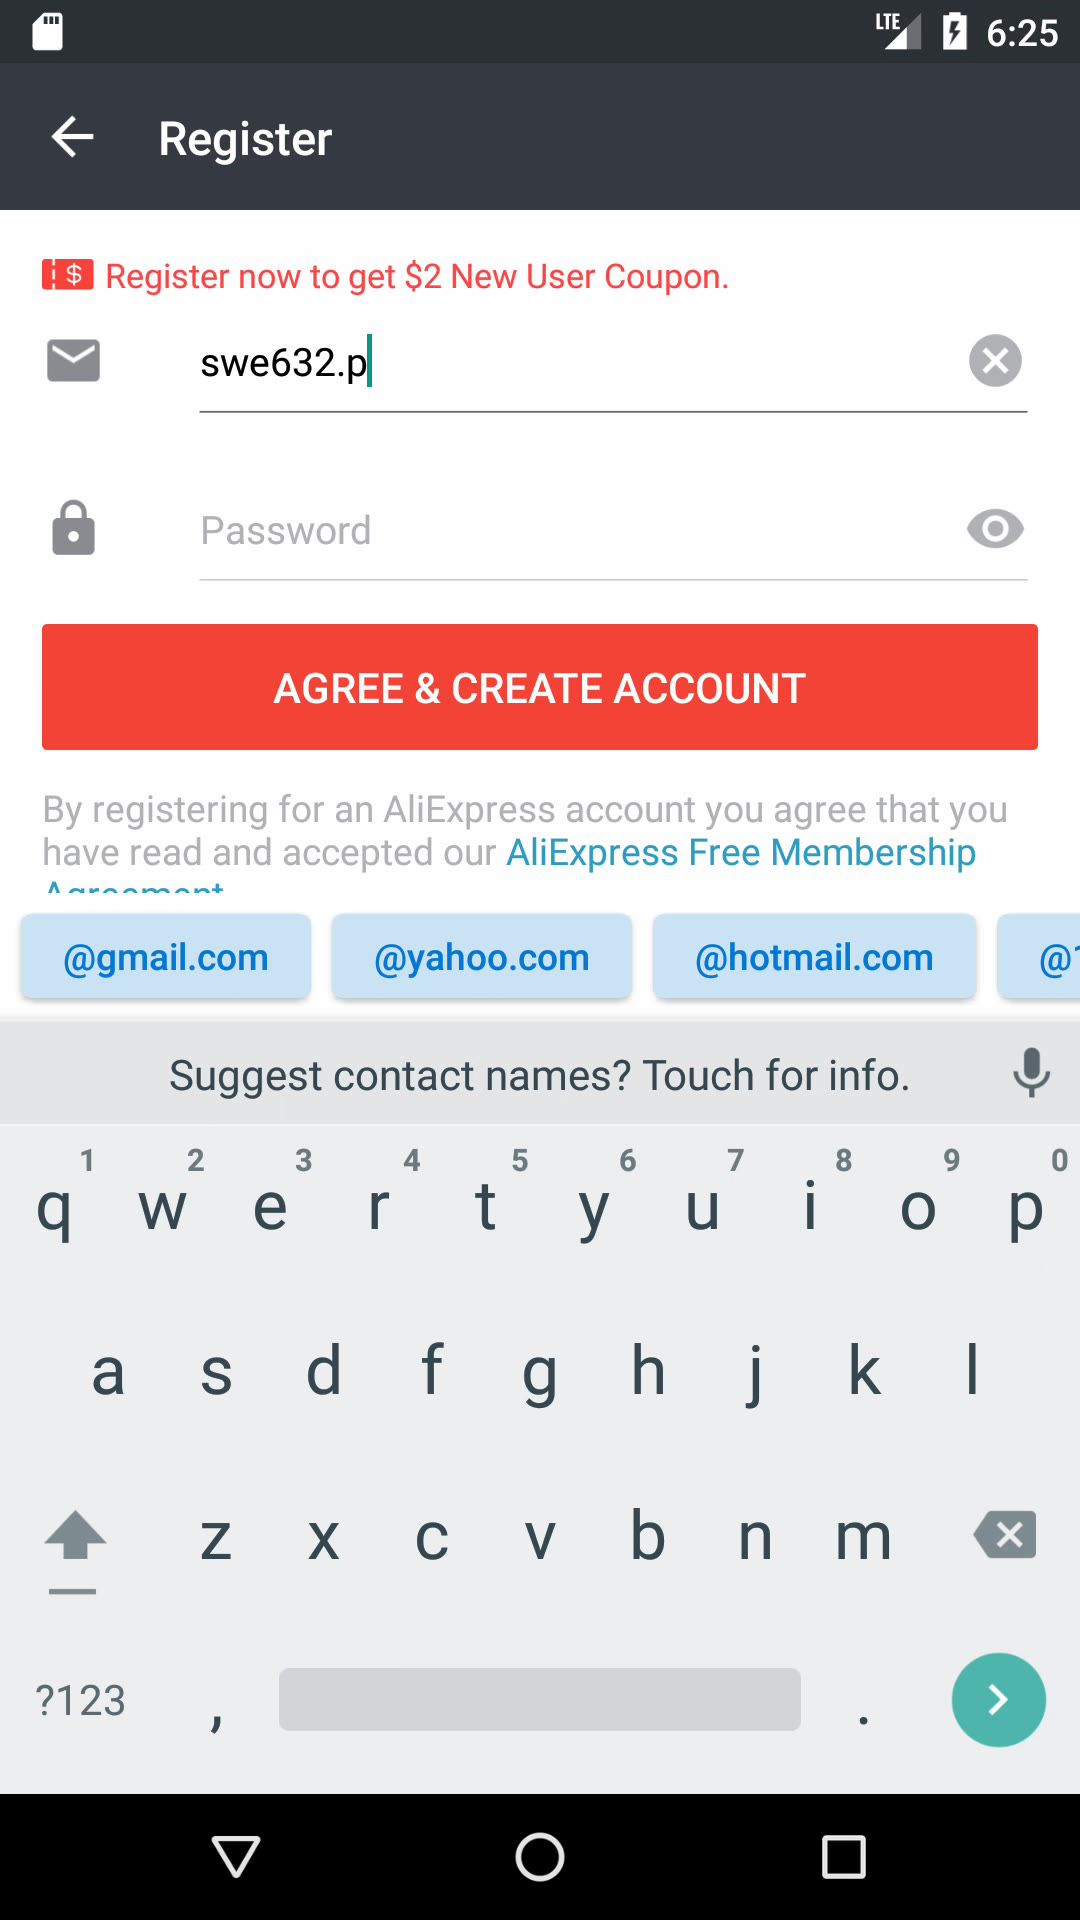 LTE 6:25
Register
$ Register now to get $2 New User Coupon.
swe632.p
Password
AGREE & CREATE ACCOUNT
By registering for an AliExpress account you agree that you
have read and accepted our AliExpress Free Membership
Agreement
@gmail.com @yahoo.com @hotmail.com @1
Suggest contact names? Touch for info.
1 2 3 4 5 6 7 8 9 0
q w e r t y u i o p
a s d f g h j k l
z x c v b n m
?123 , .